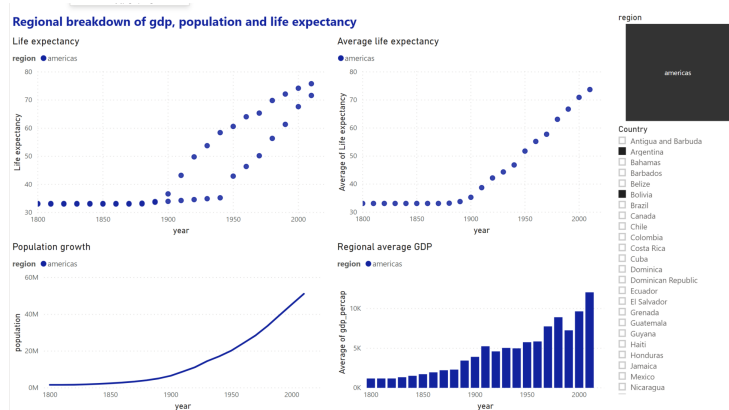 Regional breakdown of gdp, population and life expectancy
Life expectancy
region americas
80
70
60
50
40
30
Life expectancy
1800 1850 1900 1950 2000
year
Average life expectancy
americas
80
70
60
50
40
30
Average of Life expectancy
1800 1850 1900 1950 2000
year
Population growth
region americas
60M
40M
20M
0M
population
1800 1850 1900 1950 2000
year
Regional average GDP
region americas
10K
5K
0K
Average of gdp_percap
1800 1850 1900 1950 2000
year
region
americas
Country
Antigua and Barbuda
Argentina
Bahamas
Barbados
Belize
Bolivia
Brazil
Canada
Chile
Colombia
Costa Rica
Cuba
Dominica
Dominican Republic
Ecuador
El Salvador
Grenada
Guatemala
Guyana
Haiti
Honduras
Jamaica
Mexico
Nicaragua